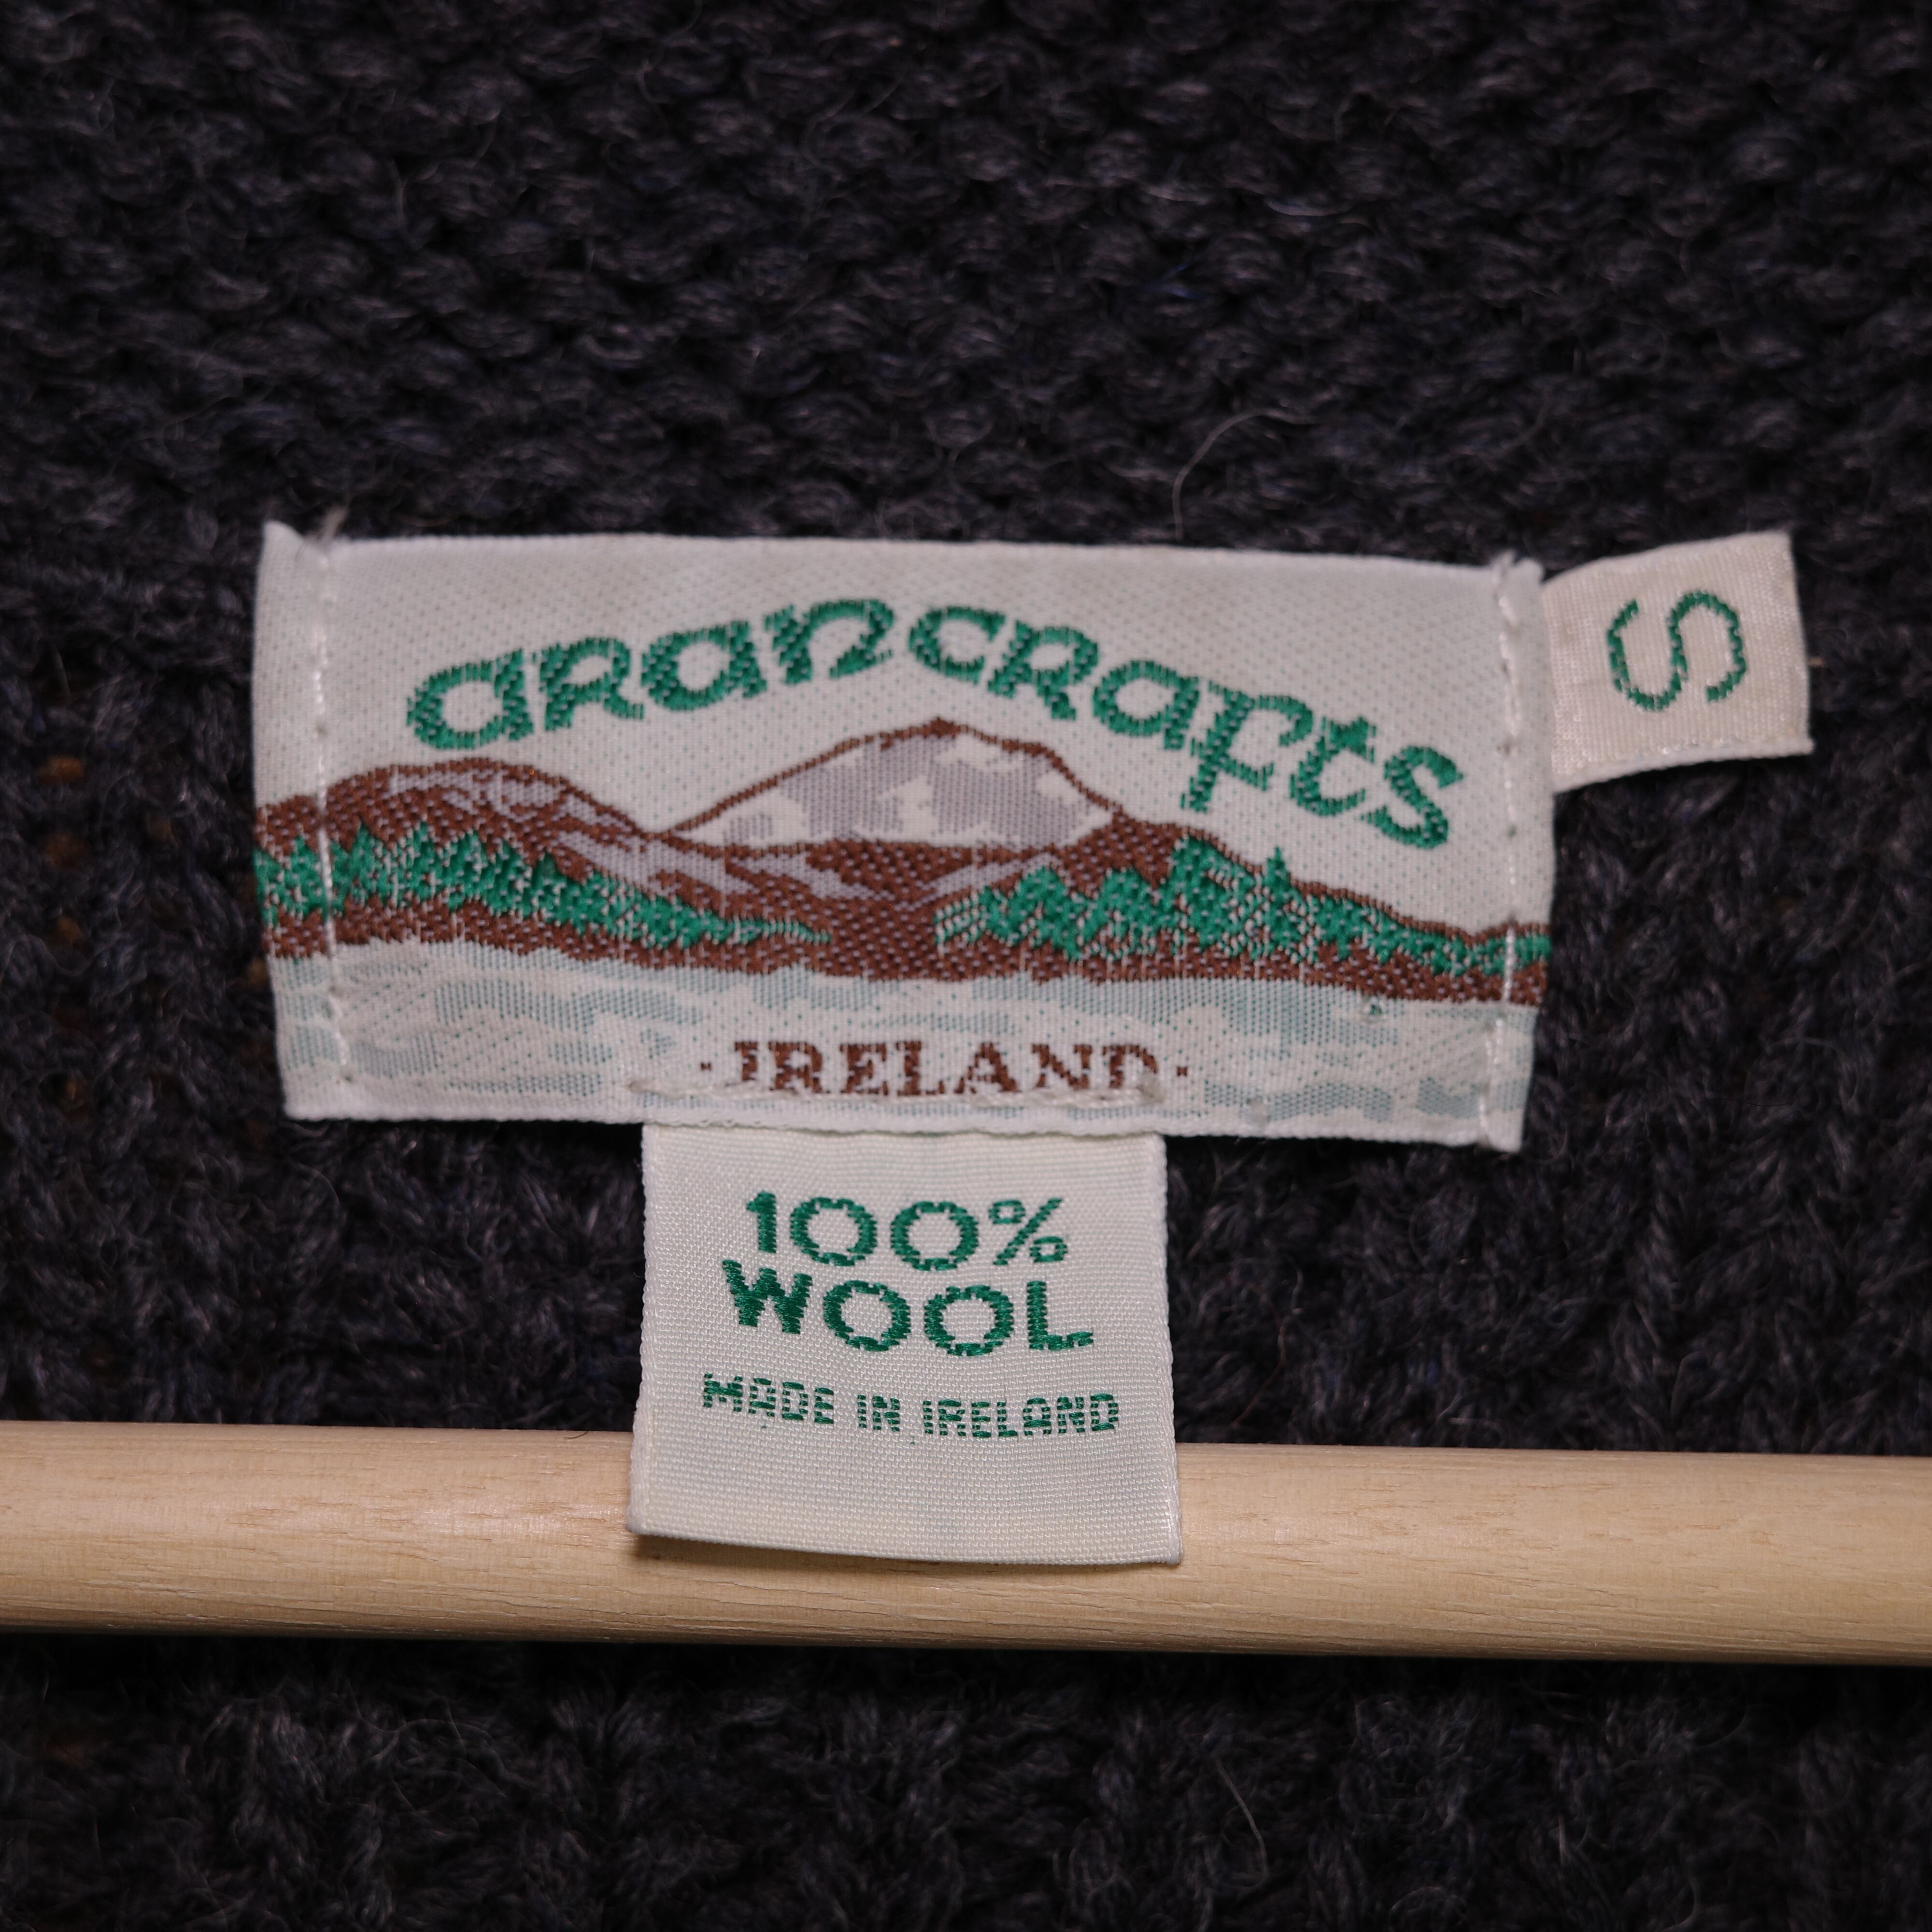 arancrafts
S
·IRELAND·
100%
WOOL
MADE IN IRELAND